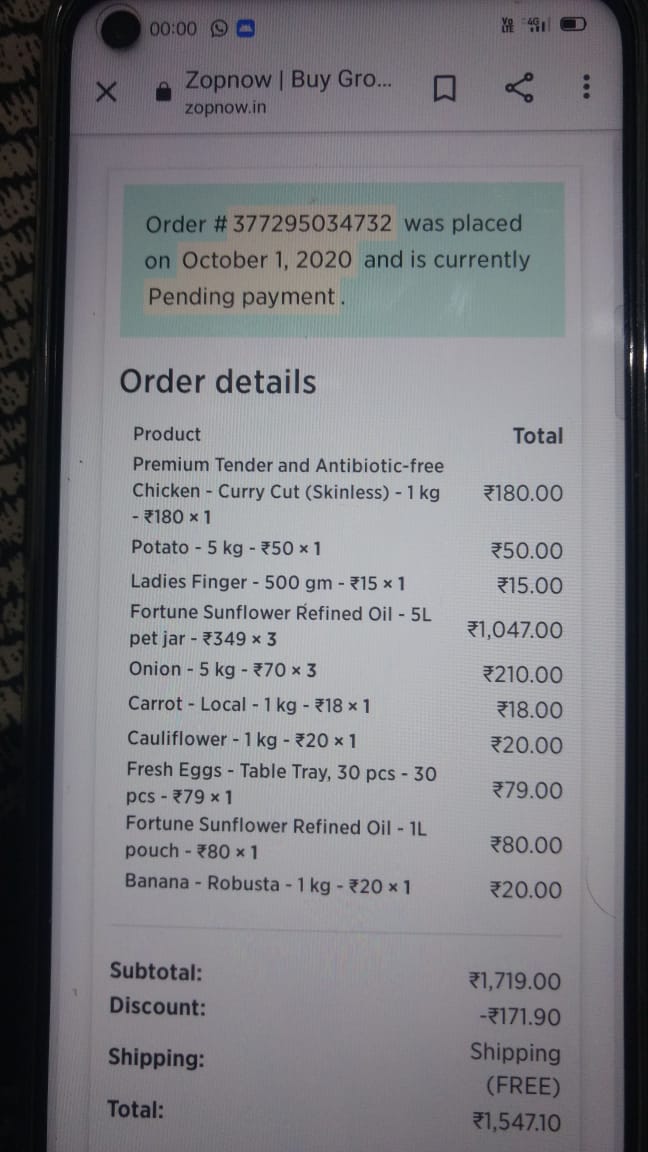 00:00
Vo LTE 4G
Zopnow | Buy Gro...
zopnow.in
Order # 377295034732 was placed
on October 1, 2020 and is currently
Pending payment.
Order details
Product Total
Premium Tender and Antibiotic-free
Chicken - Curry Cut (Skinless) - 1 kg ₹180.00
- ₹180 × 1
Potato - 5 kg - ₹50 × 1 ₹50.00
Ladies Finger - 500 gm - ₹15 × 1 ₹15.00
Fortune Sunflower Refined Oil - 5L
pet jar - ₹349 × 3 ₹1,047.00
Onion - 5 kg - ₹70 × 3 ₹210.00
Carrot - Local - 1 kg - ₹18 × 1 ₹18.00
Cauliflower - 1 kg - ₹20 × 1 ₹20.00
Fresh Eggs - Table Tray, 30 pcs - 30
pcs - ₹79 × 1 ₹79.00
Fortune Sunflower Refined Oil - 1L
pouch - ₹80 × 1 ₹80.00
Banana - Robusta - 1 kg - ₹20 × 1 ₹20.00
Subtotal: ₹1,719.00
Discount: -₹171.90
Shipping: Shipping
(FREE)
Total: ₹1,547.10